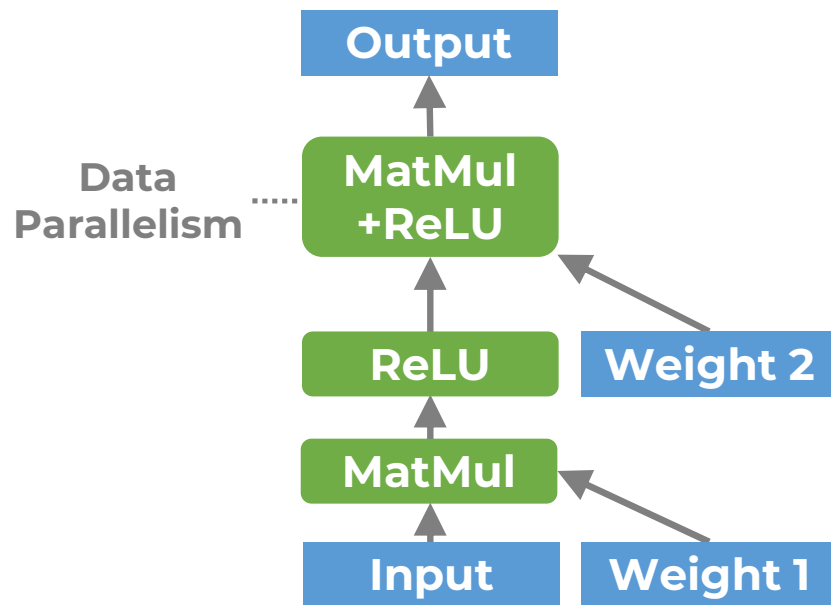 Output
Data
Parallelism
MatMul
+ReLU
ReLU
Weight 2
MatMul
Input
Weight 1